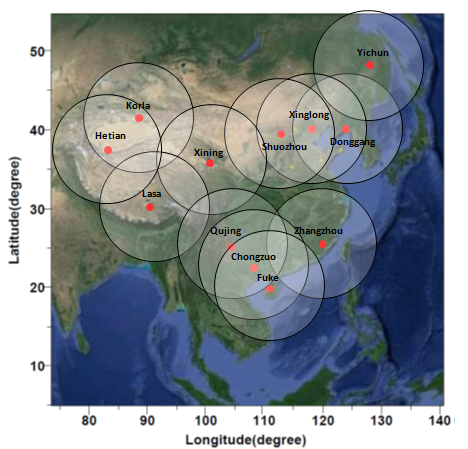 50
40
30
20
10
Latitude(degree)
Yichun
Korla
Xinglong
Hetian
Shuozhou
Donggang
Xining
Lasa
Qujing
Zhangzhou
Chongzuo
Fuke
80 90 100 110 120 130 140
Longitude(degree)